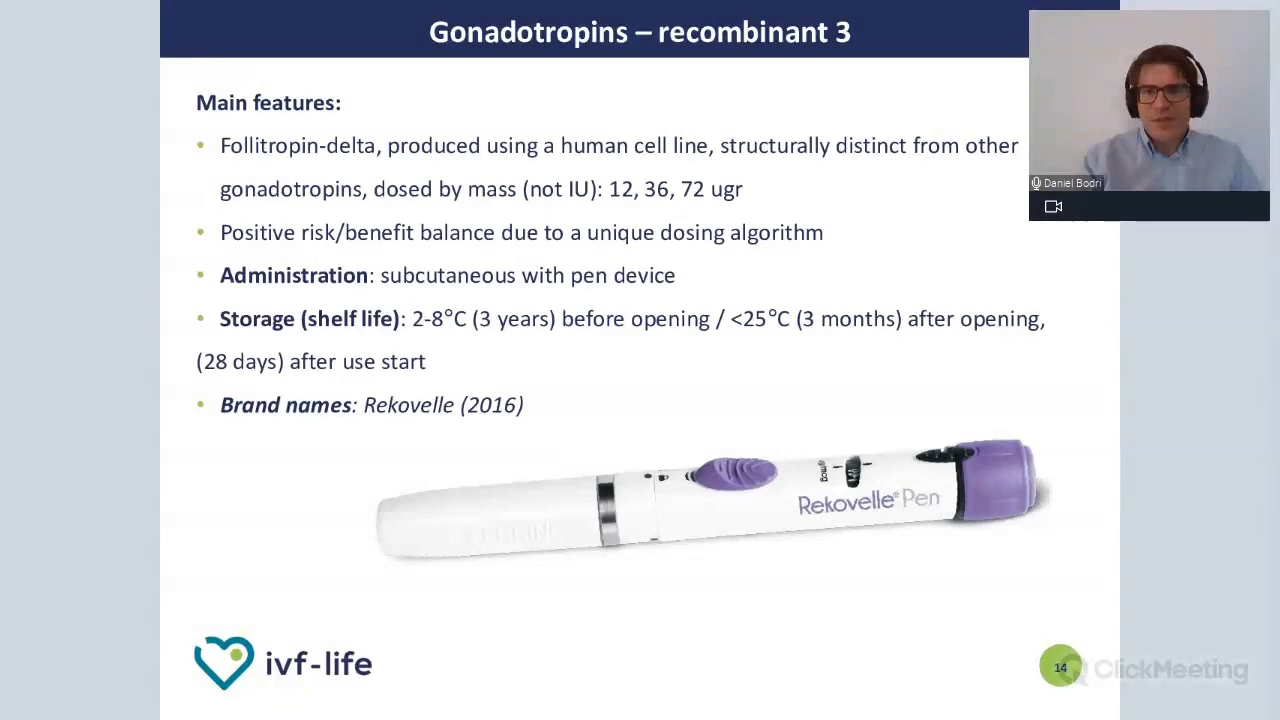 Gonadotropins – recombinant 3
Daniel Bodri
Main features:
• Follitropin-delta, produced using a human cell line, structurally distinct from other
gonadotropins, dosed by mass (not IU): 12, 36, 72 ugr
• Positive risk/benefit balance due to a unique dosing algorithm
• Administration: subcutaneous with pen device
• Storage (shelf life): 2-8°C (3 years) before opening / <25°C (3 months) after opening,
(28 days) after use start
• Brand names: Rekovelle (2016)
Rekovelle® Pen
ivf-life
14
ClickMeeting